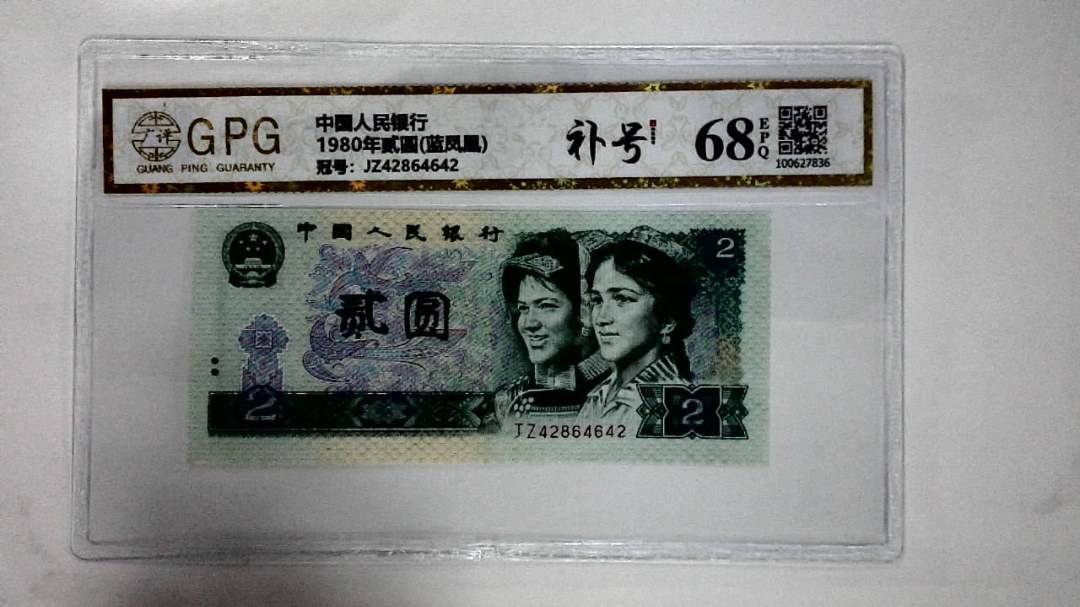 广评
GPG
GUANG PING GUARANTY
中国人民银行
1980年贰圆(蓝凤凰)
冠号：JZ42864642
补号
68
EPQ
100627836
中国人民银行
2
贰圆
2
2
JZ42864642